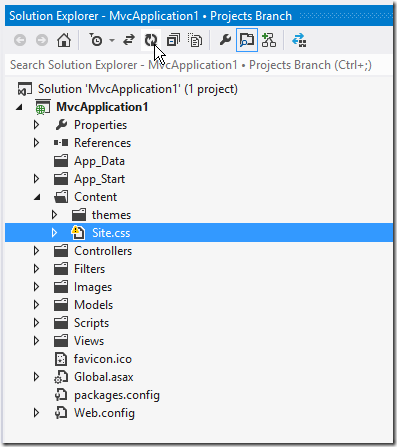 Solution Explorer - MvcApplication1 • Projects Branch
Search Solution Explorer - MvcApplication1 • Projects Branch (Ctrl+;)
Solution 'MvcApplication1' (1 project)
MvcApplication1
Properties
References
App_Data
App_Start
Content
themes
Site.css
Controllers
Filters
Images
Models
Scripts
Views
favicon.ico
Global.asax
packages.config
Web.config